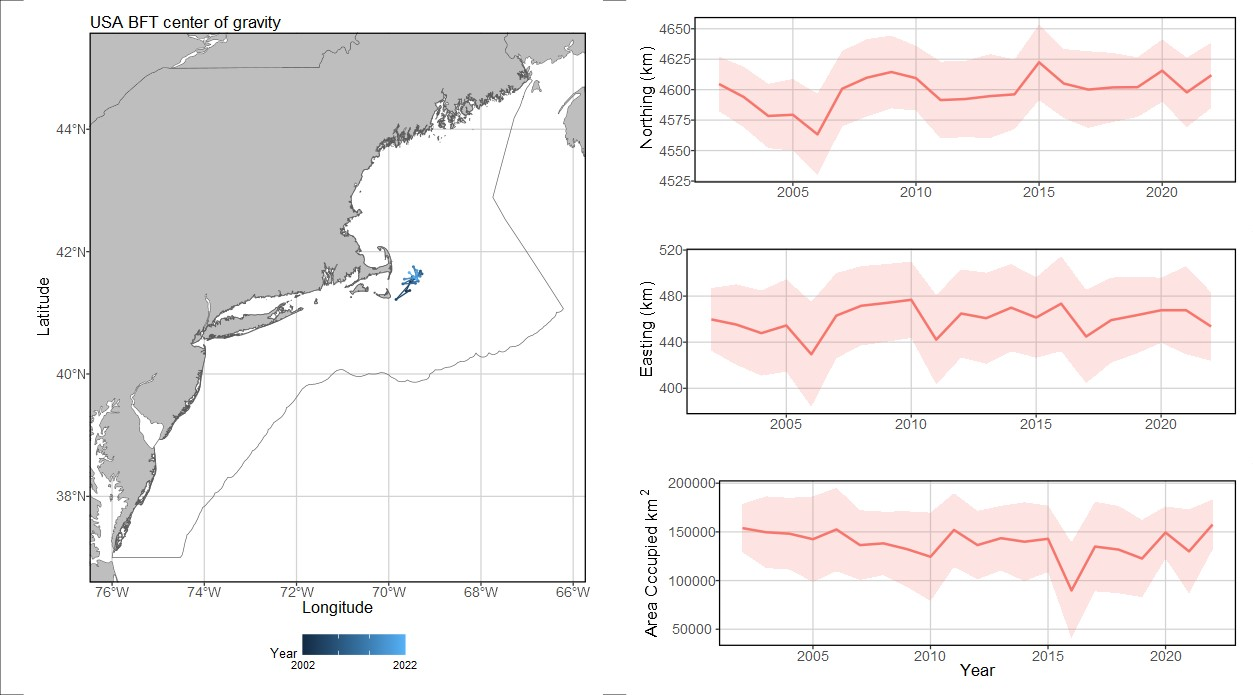 USA BFT center of gravity
Latitude
44°N
42°N
40°N
38°N
76°W 74°W 72°W 70°W 68°W 66°W
Longitude
Year
2002 2022
Northing (km)
4650
4625
4600
4575
4550
4525
2005 2010 2015 2020
Easting (km)
520
480
440
400
2005 2010 2015 2020
Area Occupied km²
200000
150000
100000
50000
2005 2010 2015 2020
Year